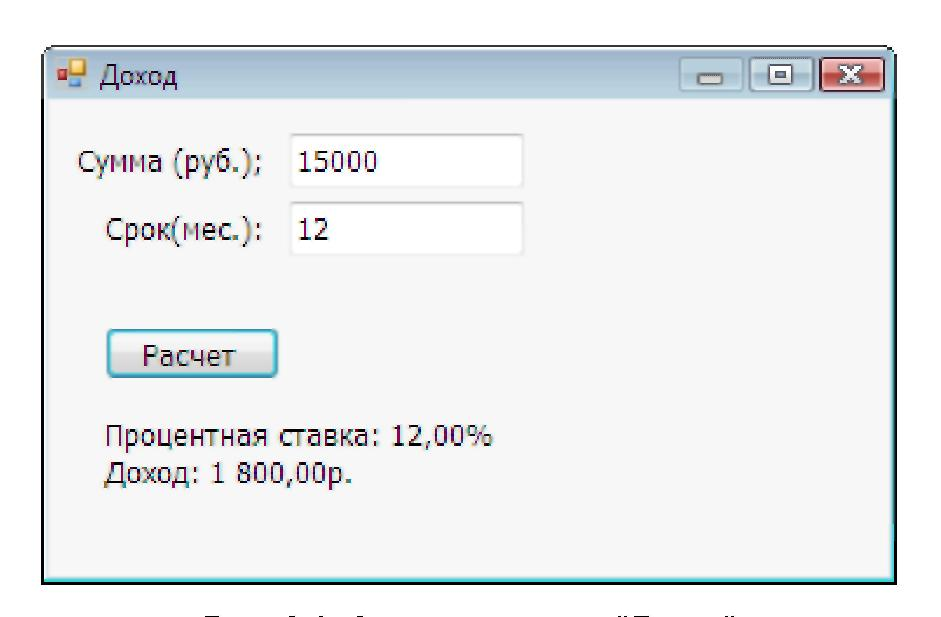 Доход
Сумма (руб.); 15000
Срок(мес.): 12
Расчет
Процентная ставка: 12,00%
Доход: 1 800,00р.